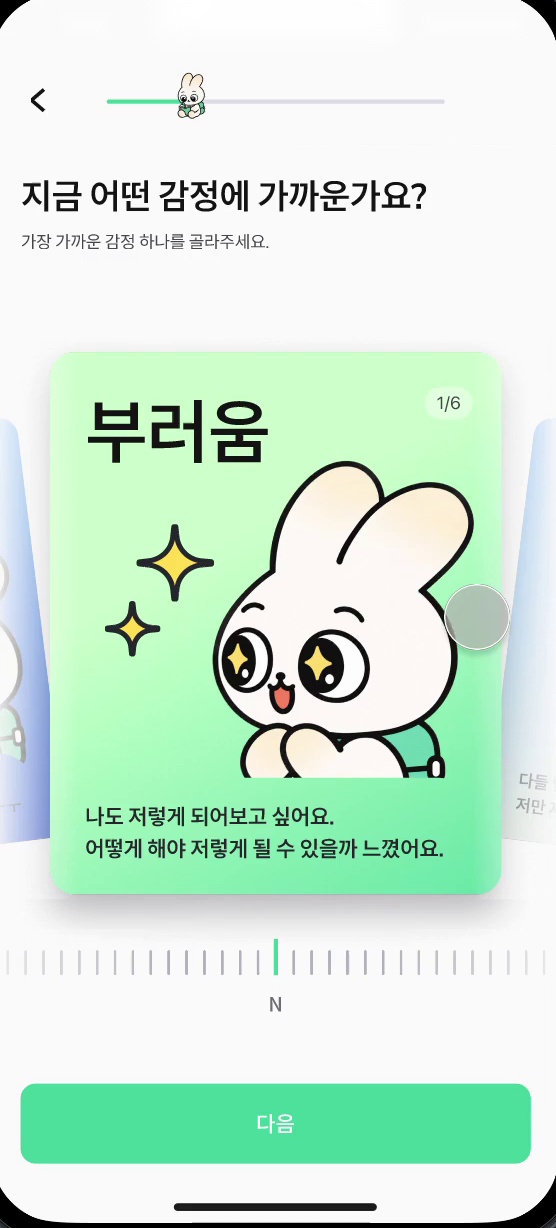 지금 어떤 감정에 가까운가요?
가장 가까운 감정 하나를 골라주세요.
부러움
1/6
나도 저렇게 되어보고 싶어요.
어떻게 해야 저렇게 될 수 있을까 느꼈어요.
다들
저만
N
다음